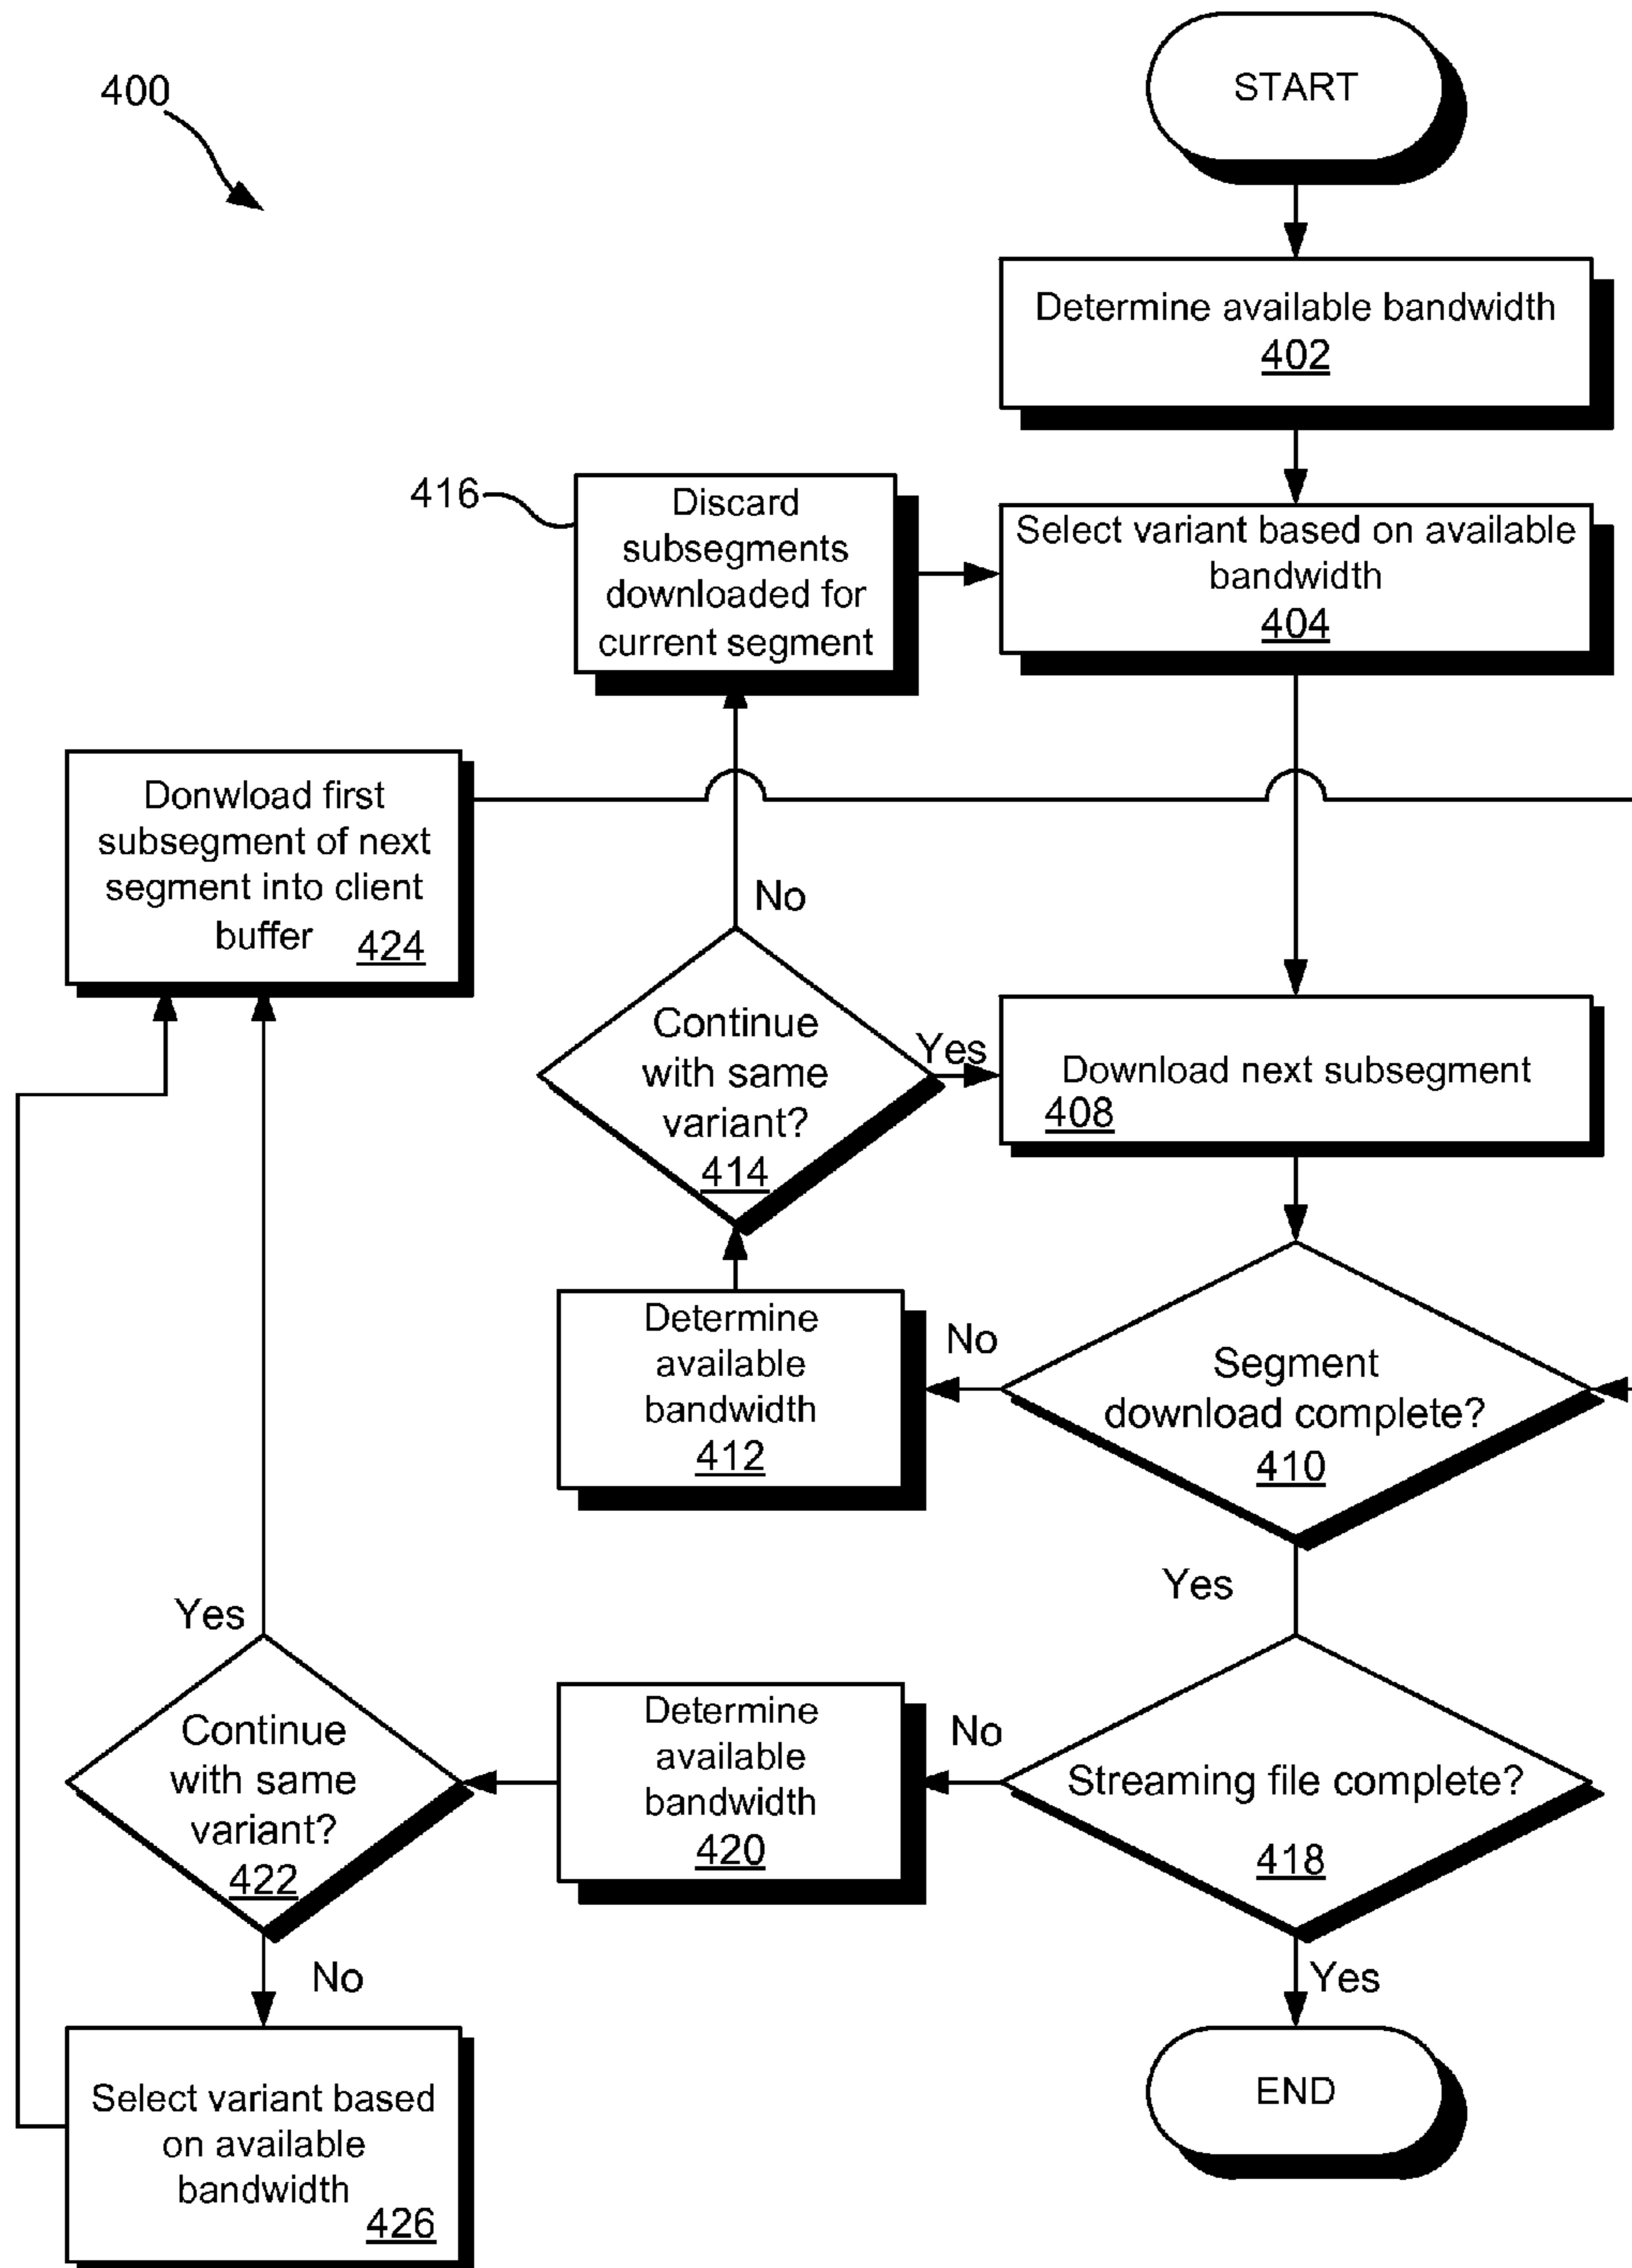 400
START
Determine available bandwidth
402
416
Discard
subsegments
downloaded for
current segment
Select variant based on available
bandwidth
404
Donwload first
subsegment of next
segment into client
buffer 424
No
Continue
with same
variant?
414
Yes
Download next subsegment
408
Determine
available
bandwidth
412
No
Segment
download complete?
410
Yes
Yes
Continue
with same
variant?
422
Determine
available
bandwidth
420
No
Streaming file complete?
418
No
Yes
Select variant based
on available
bandwidth
426
END